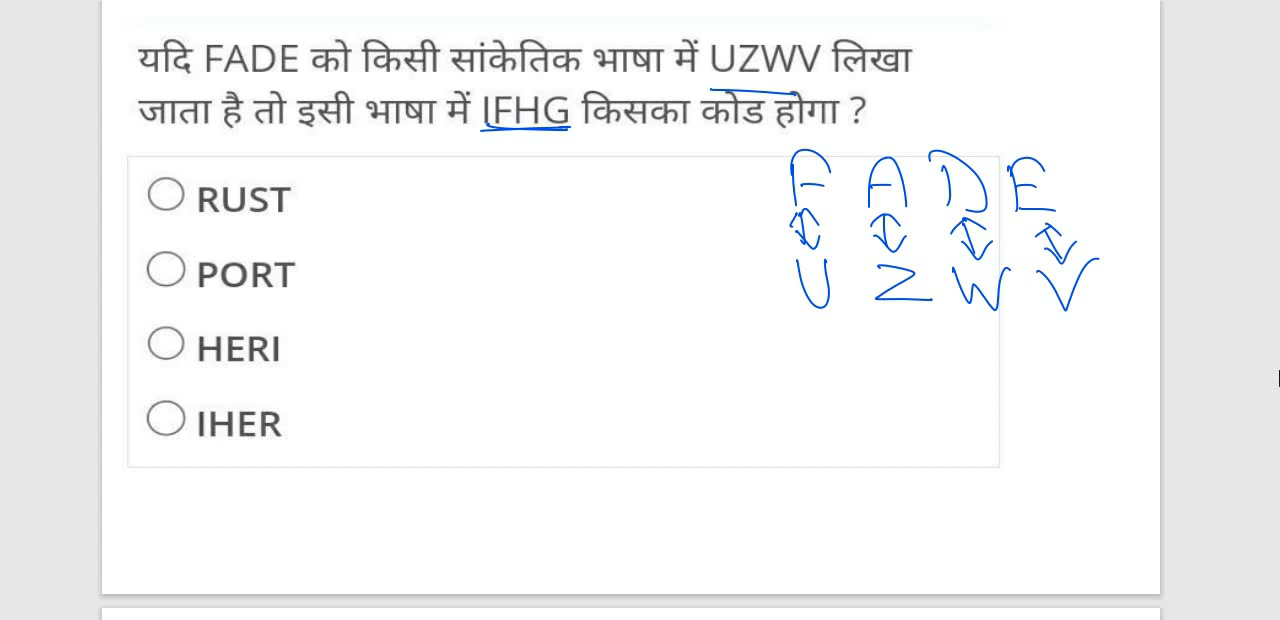 यदि FADE को किसी सांकेतिक भाषा में UZWV लिखा
जाता है तो इसी भाषा में IFHG किसका कोड होगा ?
RUST
PORT
HERI
IHER
F A D E
U Z W V